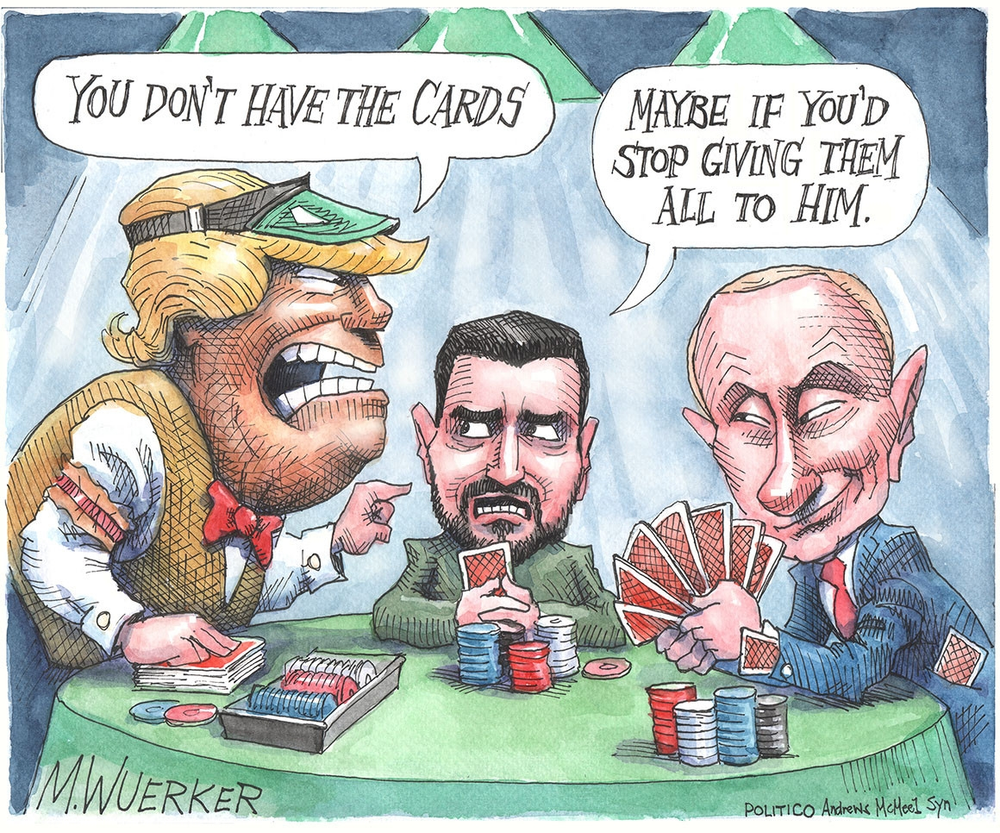 YOU DON'T HAVE THE CARDS
MAYBE IF YOU'D
STOP GIVING THEM
ALL TO HIM.
M.WUERKER
POLITICO Andrews McMeel Syn